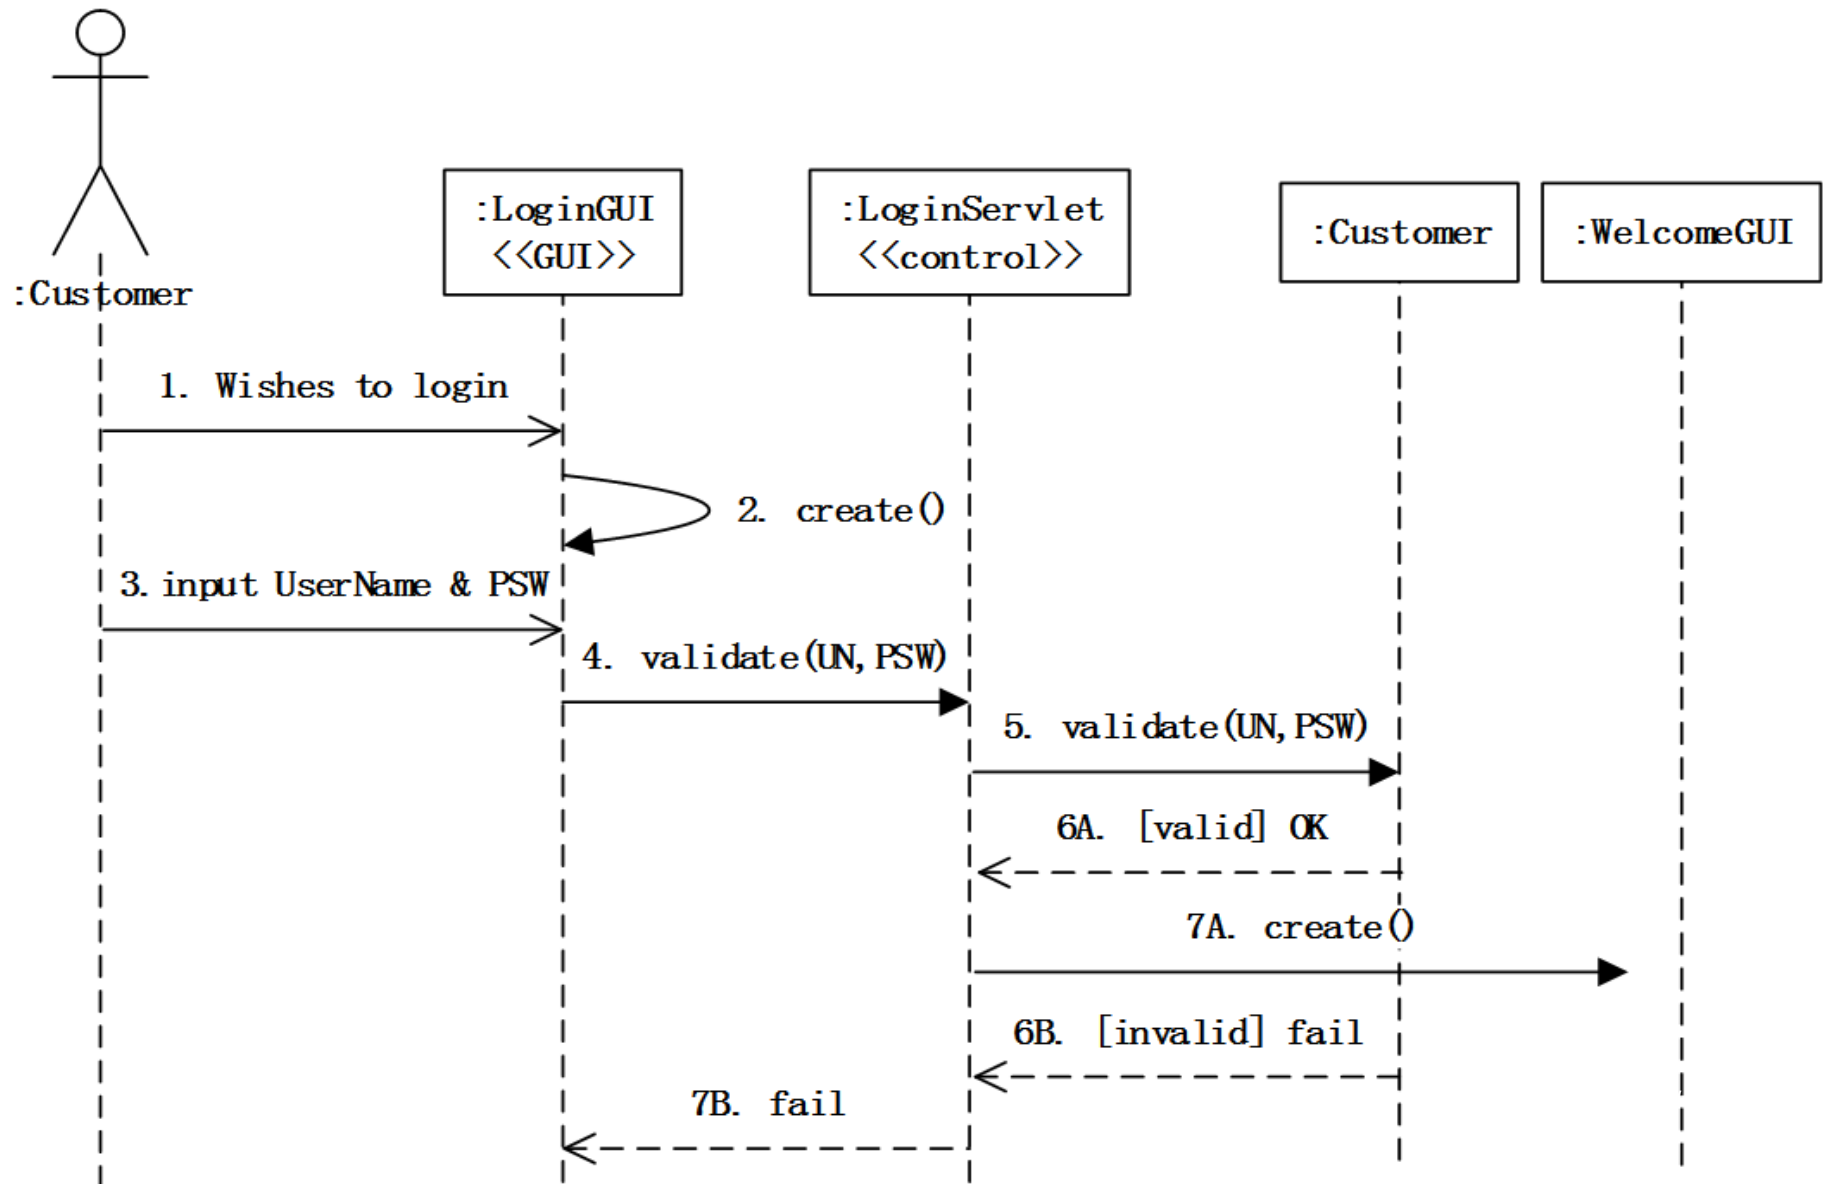 :LoginGUI
<<GUI>>
:LoginServlet
<<control>>
:Customer
:WelcomeGUI
:Customer
1. Wishes to login
2. create()
3. input UserName & PSW
4. validate(UN, PSW)
5. validate(UN, PSW)
6A. [valid] OK
7A. create()
6B. [invalid] fail
7B. fail